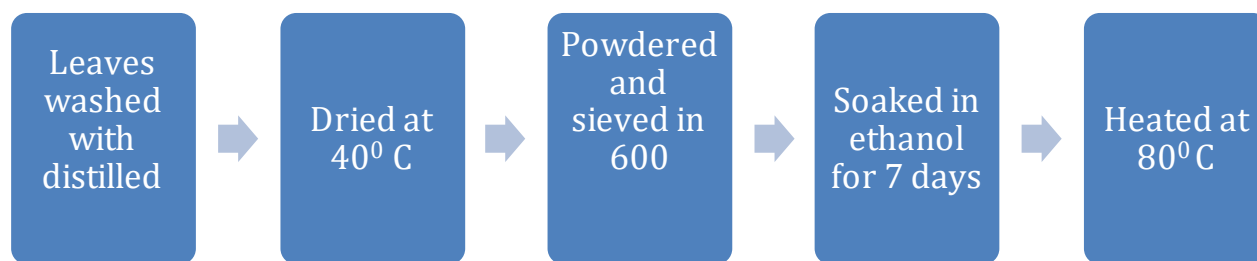 Leaves
washed
with
distilled
Dried at
40⁰ C
Powdered
and
sieved in
600
Soaked in
ethanol
for 7 days
Heated at
80⁰ C